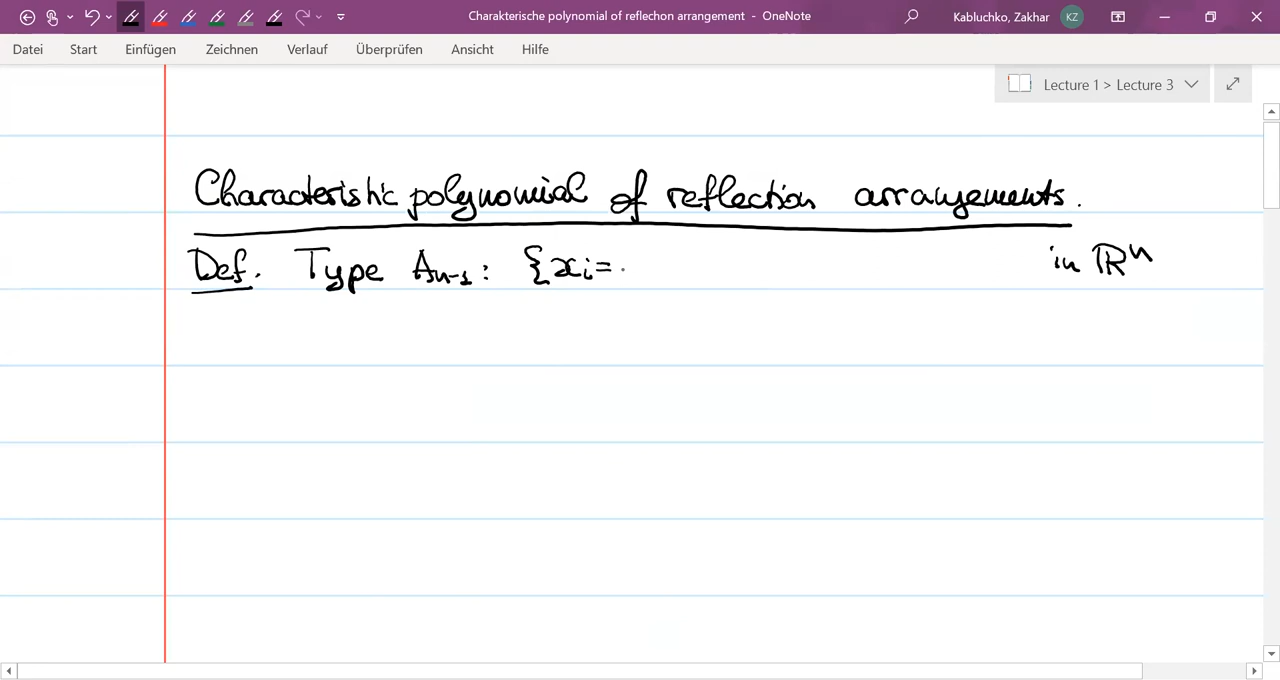 Charakterische polynomial of reflechon arrangement - OneNote
Kabluchko, Zakhar KZ
Datei Start Einfügen Zeichnen Verlauf Überprüfen Ansicht Hilfe
Lecture 1 > Lecture 3
Characteristic polynomial of reflection arrangements.
Def. Type Aₙ₋₁: {xᵢ= in ℝⁿ